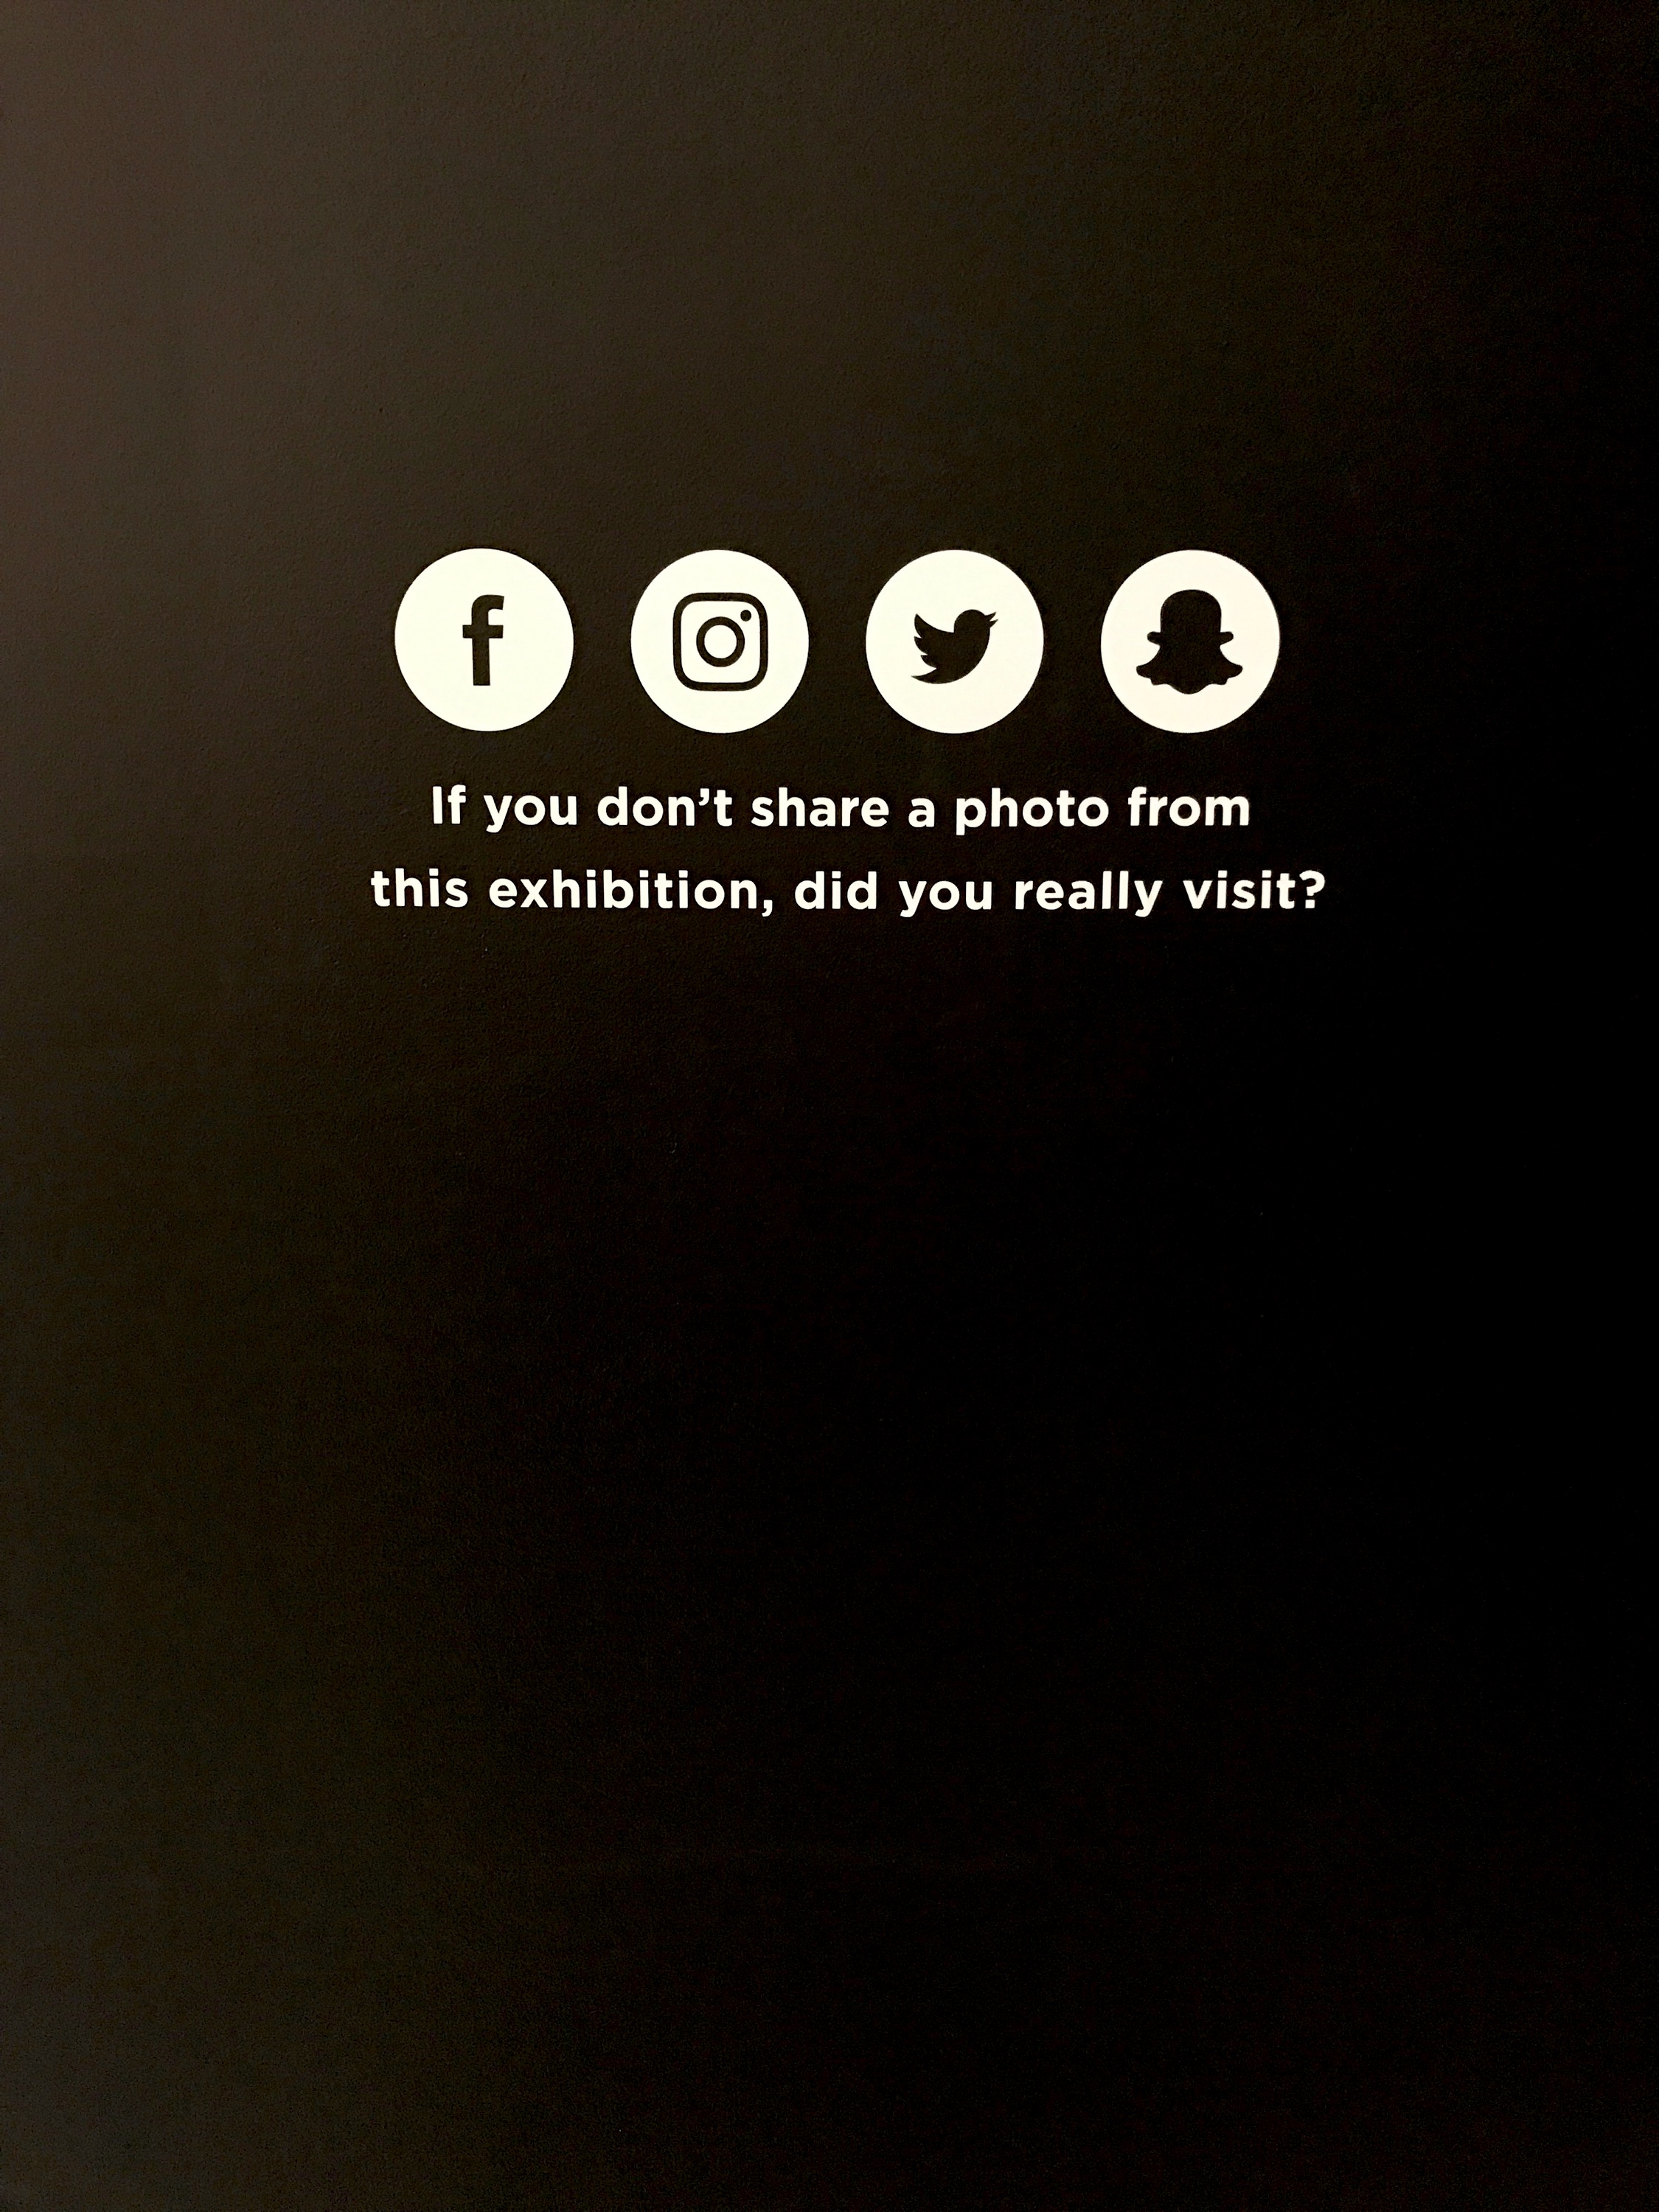 If you don’t share a photo from
this exhibition, did you really visit?